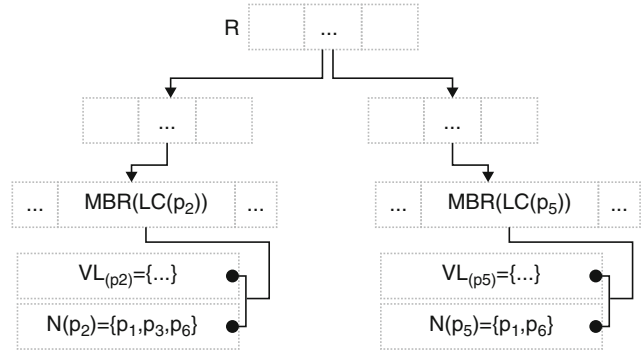 R ...
... ...
... MBR(LC(p₂)) ... ... MBR(LC(p₅)) ...
VL₍p2₎={...} VL₍p5₎={...}
N(p₂)={p₁,p₃,p₆} N(p₅)={p₁,p₆}